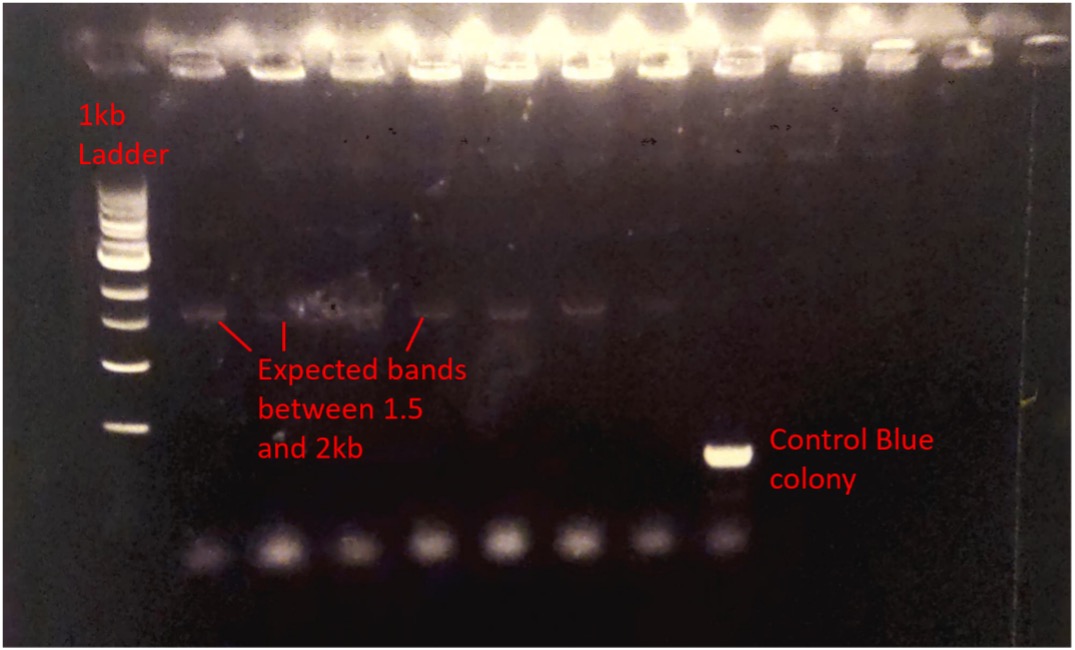 1kb
Ladder
Expected bands
between 1.5
and 2kb
Control Blue
colony